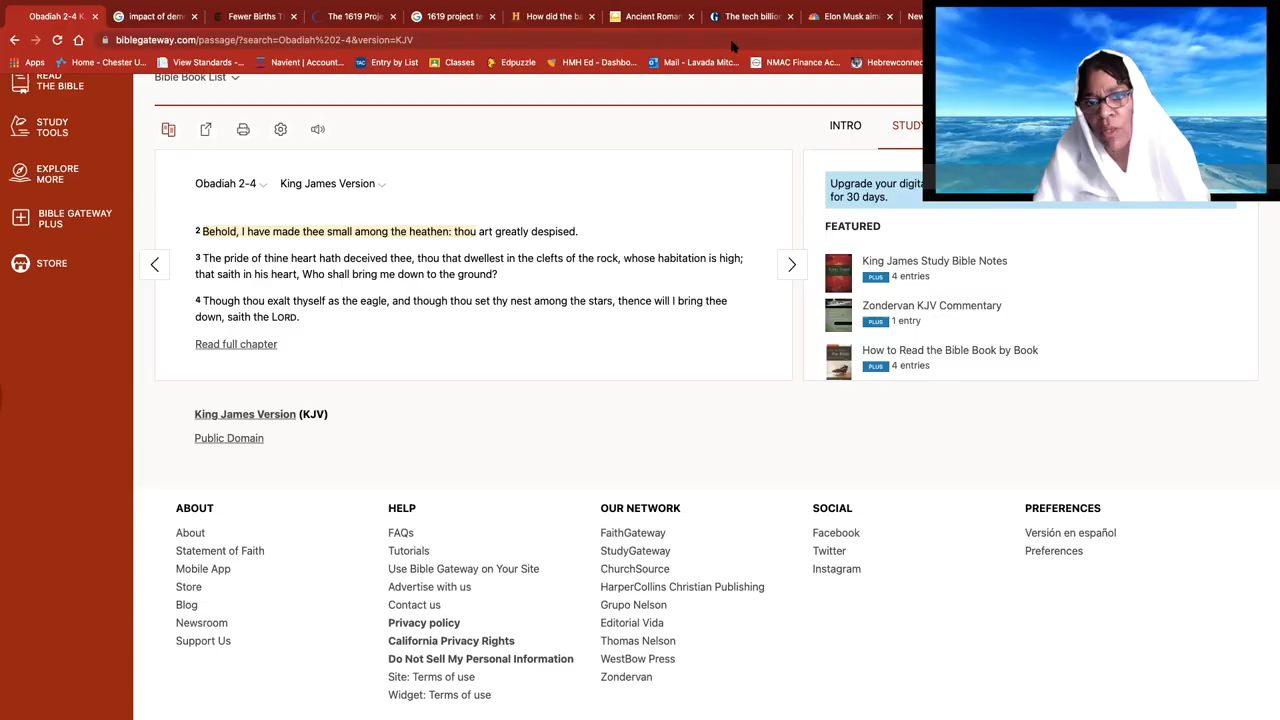 Obadiah 2-4 K
impact of dem
Fewer Births T
The 1619 Proje
1619 project te
How did the ba
Ancient Roman
The tech billion
Elon Musk aim
New
biblegateway.com/passage/?search=Obadiah%202-4&version=KJV
Apps
Home - Chester U...
View Standards -...
Navient | Account...
TAC
Entry by List
Classes
Edpuzzle
HMH Ed - Dashbo...
Mail - Lavada Mitc...
NMAC Finance Ac...
Hebrewconnec
READ
THE BIBLE
STUDY
TOOLS
EXPLORE
MORE
BIBLE GATEWAY
PLUS
STORE
Bible Book List
INTRO
STUDY
Obadiah 2-4
King James Version
2 Behold, I have made thee small among the heathen: thou art greatly despised.
3 The pride of thine heart hath deceived thee, thou that dwellest in the clefts of the rock, whose habitation is high;
that saith in his heart, Who shall bring me down to the ground?
4 Though thou exalt thyself as the eagle, and though thou set thy nest among the stars, thence will I bring thee
down, saith the LORD.
Read full chapter
Upgrade your digita
for 30 days.
FEATURED
King James Study Bible Notes
PLUS 4 entries
Zondervan KJV Commentary
PLUS 1 entry
How to Read the Bible Book by Book
PLUS 4 entries
King James Version (KJV)
Public Domain
ABOUT
About
Statement of Faith
Mobile App
Store
Blog
Newsroom
Support Us
HELP
FAQs
Tutorials
Use Bible Gateway on Your Site
Advertise with us
Contact us
Privacy policy
California Privacy Rights
Do Not Sell My Personal Information
Site: Terms of use
Widget: Terms of use
OUR NETWORK
FaithGateway
StudyGateway
ChurchSource
HarperCollins Christian Publishing
Grupo Nelson
Editorial Vida
Thomas Nelson
WestBow Press
Zondervan
SOCIAL
Facebook
Twitter
Instagram
PREFERENCES
Versión en español
Preferences